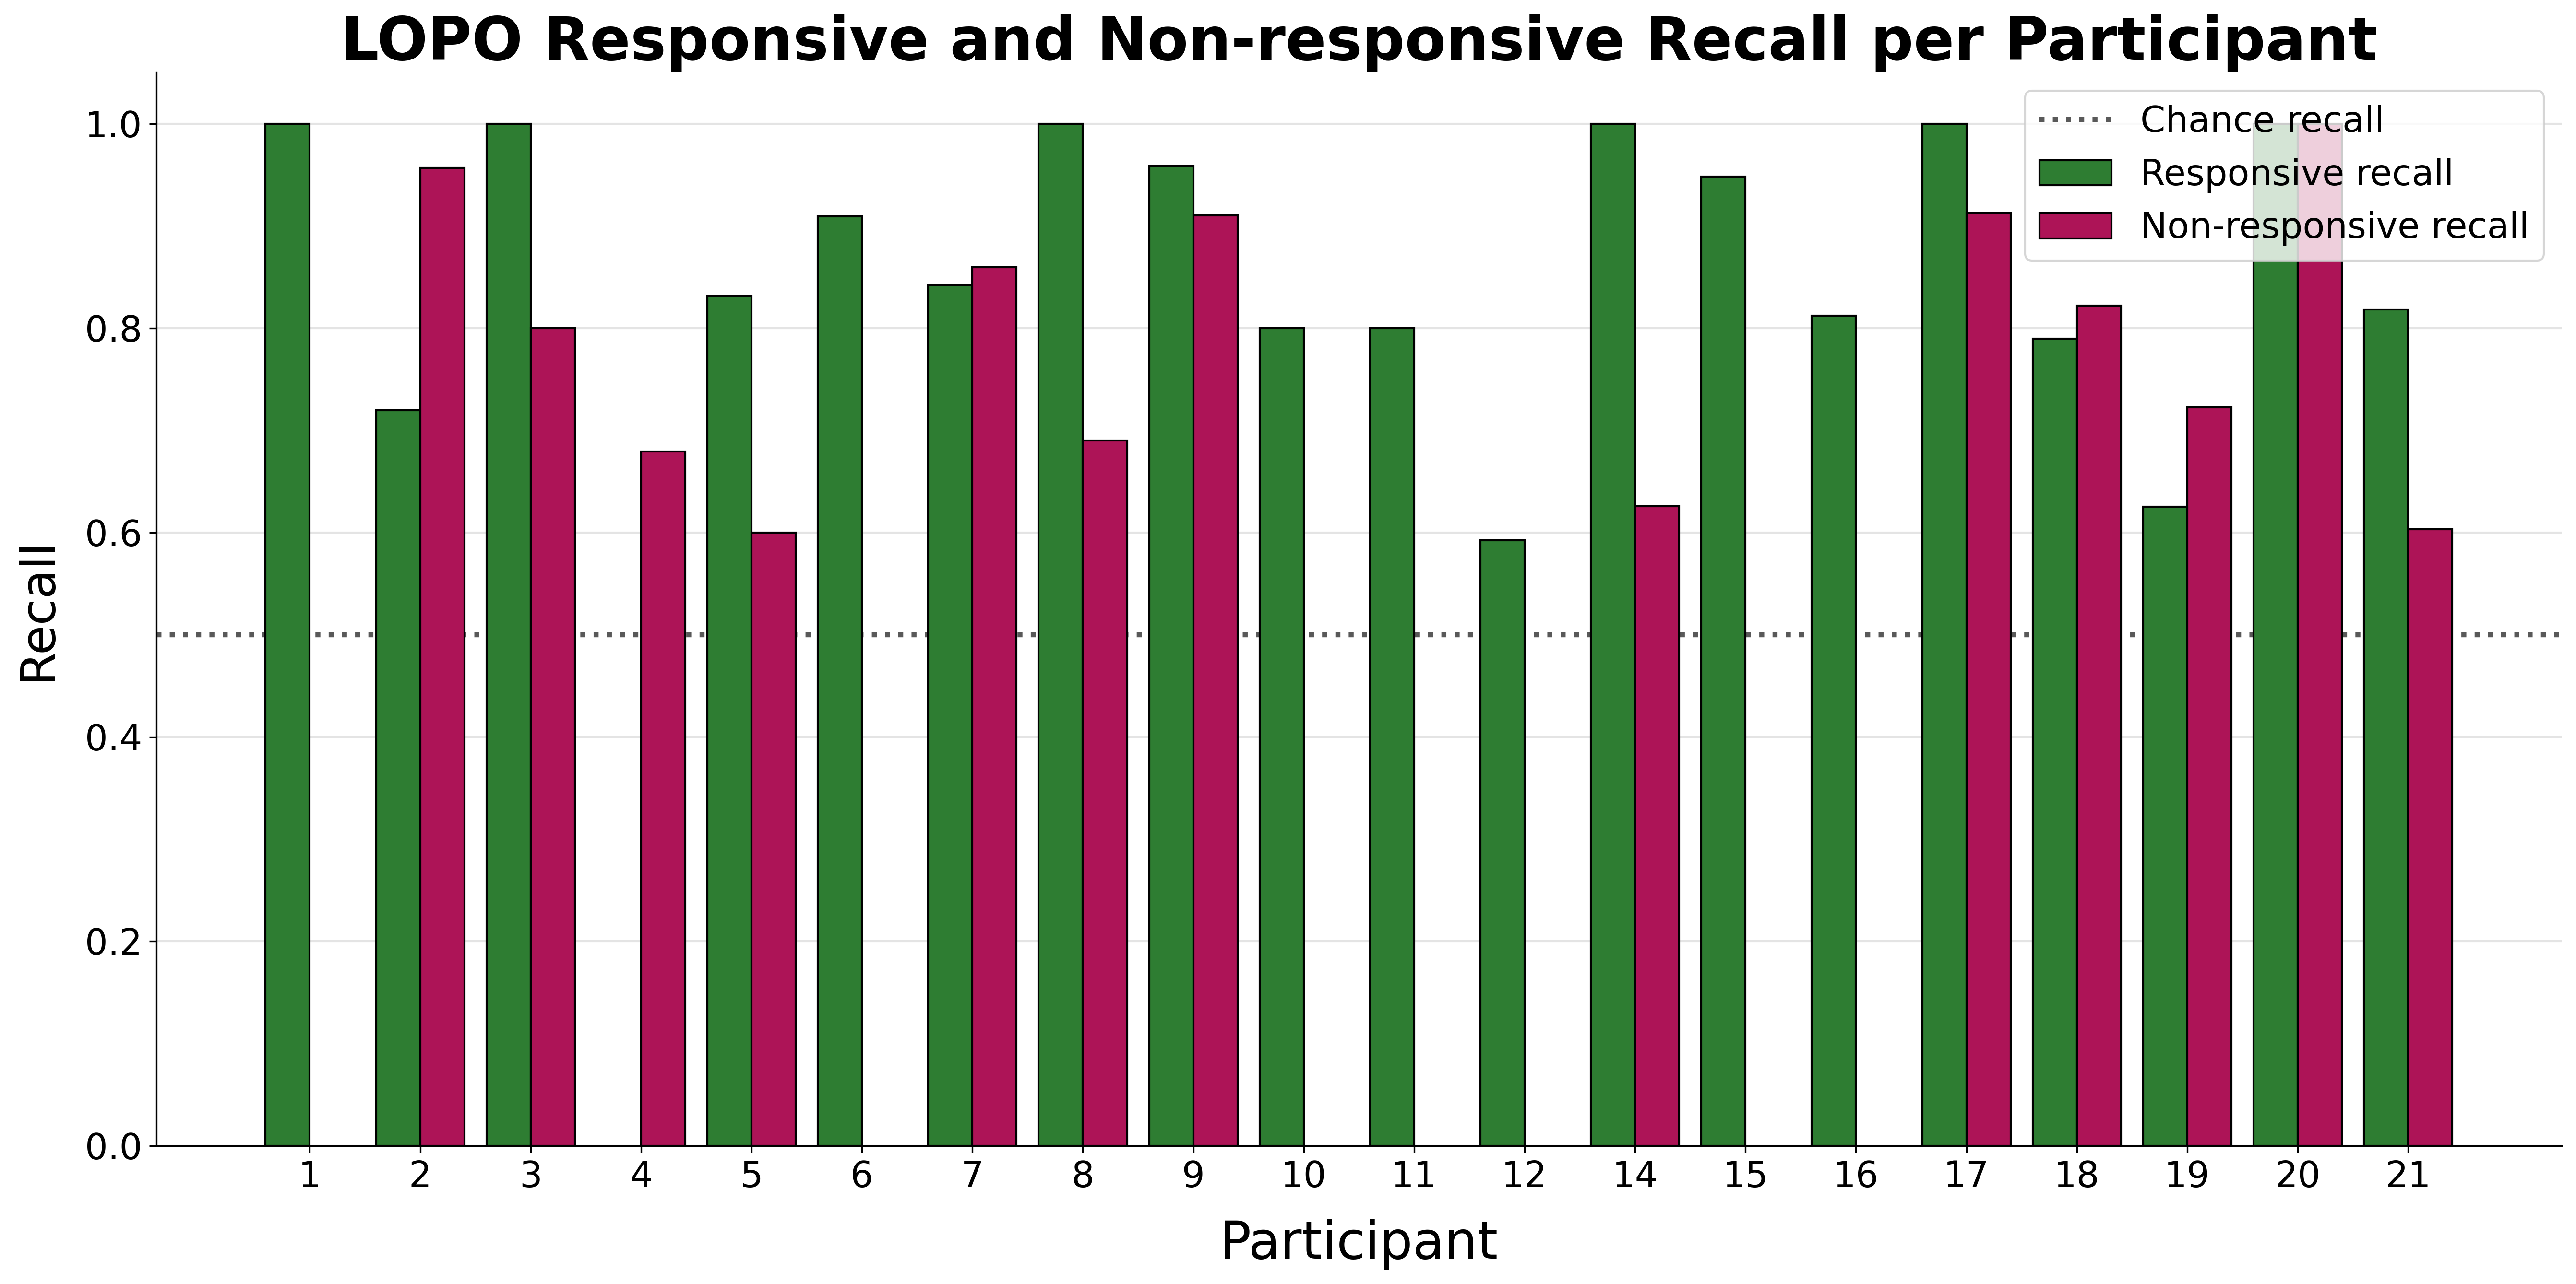 LOPO Responsive and Non-responsive Recall per Participant
Chance recall
Responsive recall
Non-responsive recall
1.0
0.8
0.6
0.4
0.2
0.0
Recall
1 2 3 4 5 6 7 8 9 10 11 12 14 15 16 17 18 19 20 21
Participant